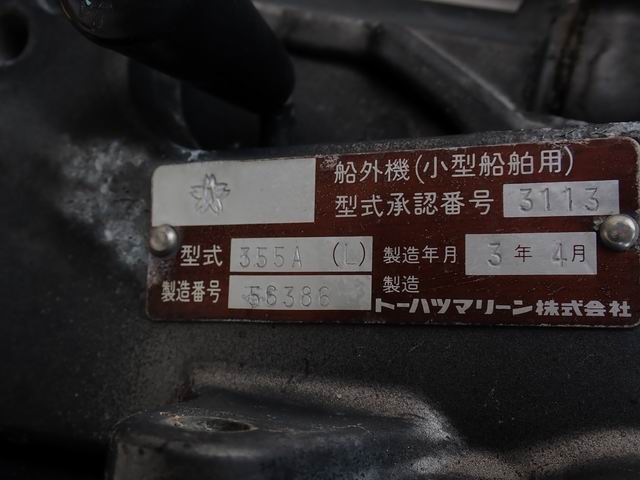 船外機(小型船舶用)
型式承認番号 3113
型式 355A (L) 製造年月 3年 4月
製造番号 56386 製造
トーハツマリーン株式会社